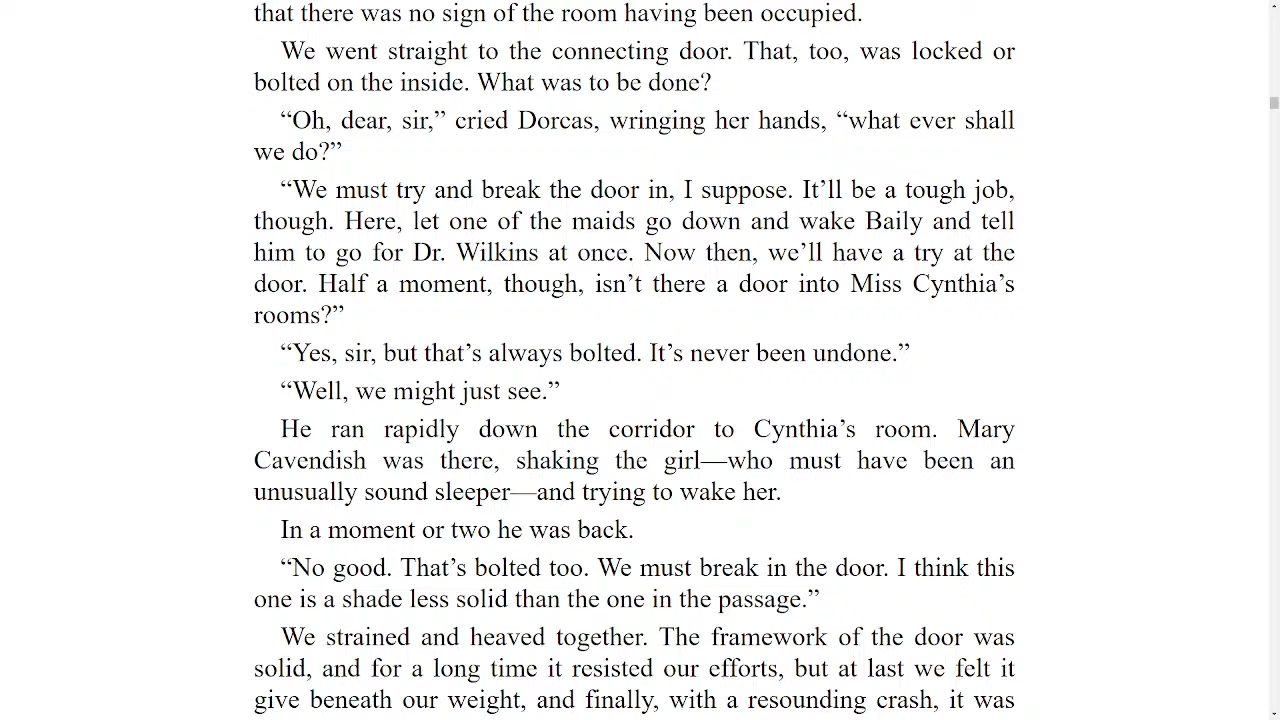 that there was no sign of the room having been occupied.
We went straight to the connecting door. That, too, was locked or
bolted on the inside. What was to be done?
“Oh, dear, sir,” cried Dorcas, wringing her hands, “what ever shall
we do?”
“We must try and break the door in, I suppose. It’ll be a tough job,
though. Here, let one of the maids go down and wake Baily and tell
him to go for Dr. Wilkins at once. Now then, we’ll have a try at the
door. Half a moment, though, isn’t there a door into Miss Cynthia’s
rooms?”
“Yes, sir, but that’s always bolted. It’s never been undone.”
“Well, we might just see.”
He ran rapidly down the corridor to Cynthia’s room. Mary
Cavendish was there, shaking the girl—who must have been an
unusually sound sleeper—and trying to wake her.
In a moment or two he was back.
“No good. That’s bolted too. We must break in the door. I think this
one is a shade less solid than the one in the passage.”
We strained and heaved together. The framework of the door was
solid, and for a long time it resisted our efforts, but at last we felt it
give beneath our weight, and finally, with a resounding crash, it was